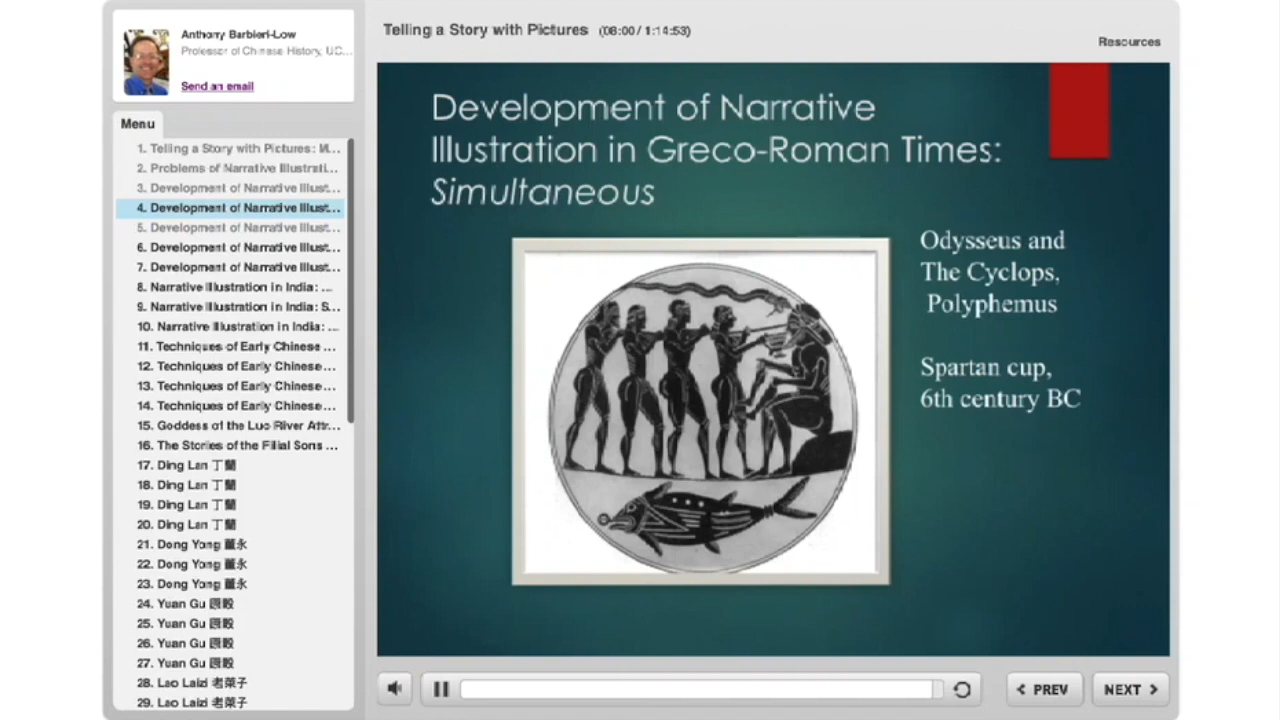 Anthony Barbieri-Low
Professor of Chinese History, UC...
Send an email
Menu
1. Telling a Story with Pictures: M...
2. Problems of Narrative Illustrati...
3. Development of Narrative Illust...
4. Development of Narrative Illust...
5. Development of Narrative Illust...
6. Development of Narrative Illust...
7. Development of Narrative Illust...
8. Narrative Illustration in India: ...
9. Narrative Illustration in India: S...
10. Narrative Illustration in India: ...
11. Techniques of Early Chinese ...
12. Techniques of Early Chinese ...
13. Techniques of Early Chinese ...
14. Techniques of Early Chinese ...
15. Goddess of the Luo River Attr...
16. The Stories of the Filial Sons ...
17. Ding Lan 丁蘭
18. Ding Lan 丁蘭
19. Ding Lan 丁蘭
20. Ding Lan 丁蘭
21. Dong Yong 董永
22. Dong Yong 董永
23. Dong Yong 董永
24. Yuan Gu 原穀
25. Yuan Gu 原穀
26. Yuan Gu 原穀
27. Yuan Gu 原穀
28. Lao Laizi 老萊子
29. Lao Laizi 老萊子
Telling a Story with Pictures (08:00 / 1:14:53)
Resources
Development of Narrative
Illustration in Greco-Roman Times:
Simultaneous
Odysseus and
The Cyclops,
Polyphemus
Spartan cup,
6th century BC
PREV
NEXT